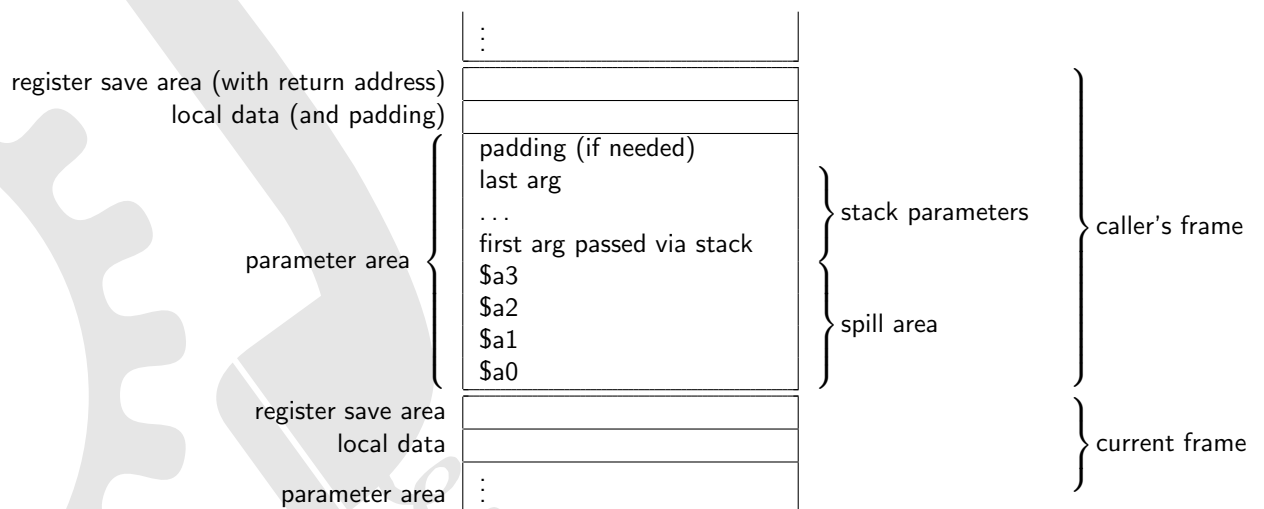 ⋮
register save area (with return address)
local data (and padding)
padding (if needed)
last arg
. . .
stack parameters
caller's frame
first arg passed via stack
parameter area
$a3
$a2
spill area
$a1
$a0
register save area
local data
current frame
parameter area
⋮